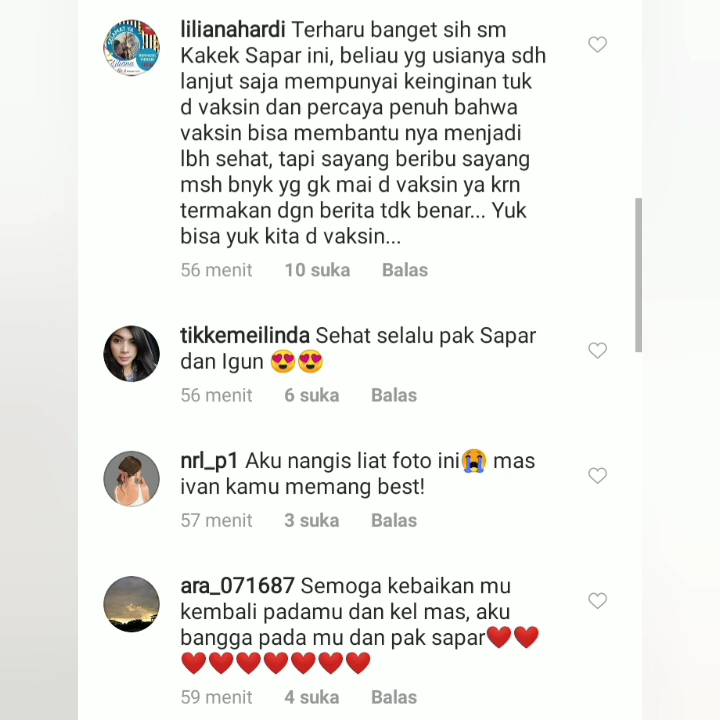 lilianahardi Terharu banget sih sm
Kakek Sapar ini, beliau yg usianya sdh
lanjut saja mempunyai keinginan tuk
d vaksin dan percaya penuh bahwa
vaksin bisa membantu nya menjadi
lbh sehat, tapi sayang beribu sayang
msh bnyk yg gk mai d vaksin ya krn
termakan dgn berita tdk benar... Yuk
bisa yuk kita d vaksin...
56 menit 10 suka Balas
tikkemeilinda Sehat selalu pak Sapar
dan Igun 😍😍
56 menit 6 suka Balas
nrl_p1 Aku nangis liat foto ini😭 mas
ivan kamu memang best!
57 menit 3 suka Balas
ara_071687 Semoga kebaikan mu
kembali padamu dan kel mas, aku
bangga pada mu dan pak sapar❤️❤️
❤️❤️❤️❤️❤️❤️❤️
59 menit 4 suka Balas